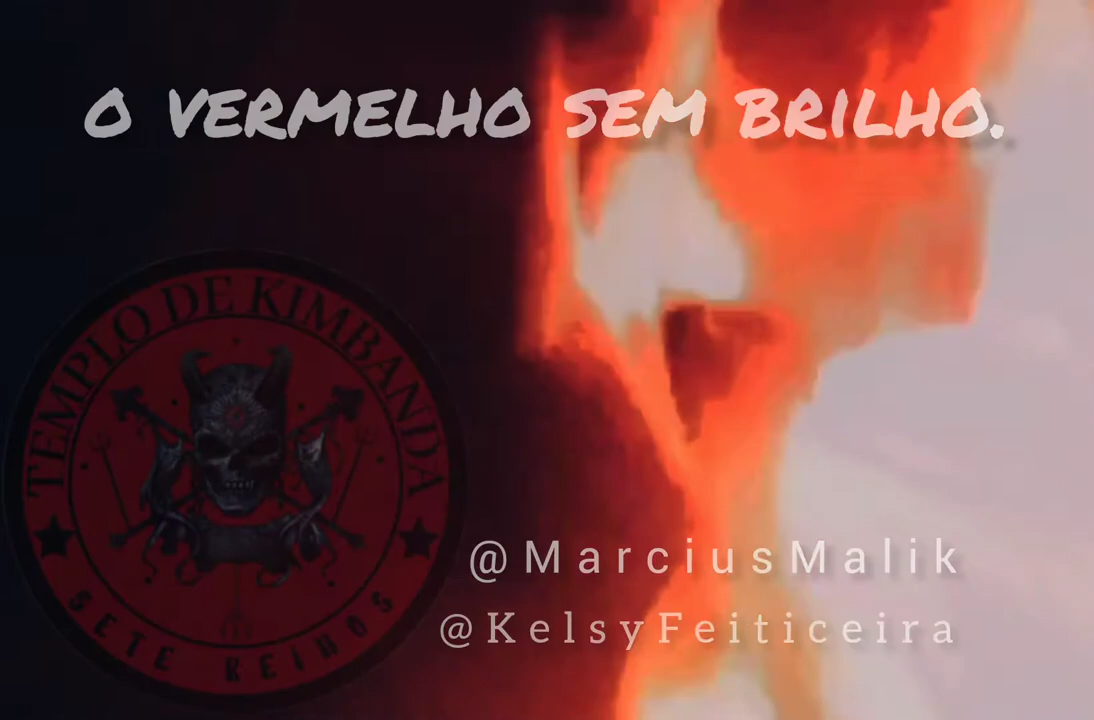 O VERMELHO SEM BRILHO.
TEMPLO DE KIMBANDA
SETE REINOS
@MarciusMalik
@KelsyFeiticeira